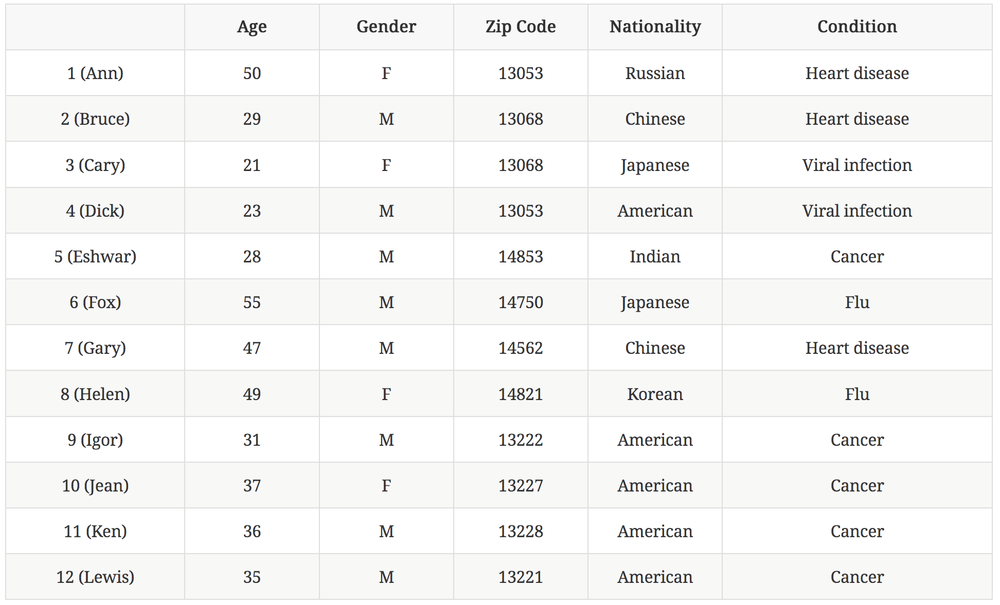 Age Gender Zip Code Nationality Condition
1 (Ann) 50 F 13053 Russian Heart disease
2 (Bruce) 29 M 13068 Chinese Heart disease
3 (Cary) 21 F 13068 Japanese Viral infection
4 (Dick) 23 M 13053 American Viral infection
5 (Eshwar) 28 M 14853 Indian Cancer
6 (Fox) 55 M 14750 Japanese Flu
7 (Gary) 47 M 14562 Chinese Heart disease
8 (Helen) 49 F 14821 Korean Flu
9 (Igor) 31 M 13222 American Cancer
10 (Jean) 37 F 13227 American Cancer
11 (Ken) 36 M 13228 American Cancer
12 (Lewis) 35 M 13221 American Cancer